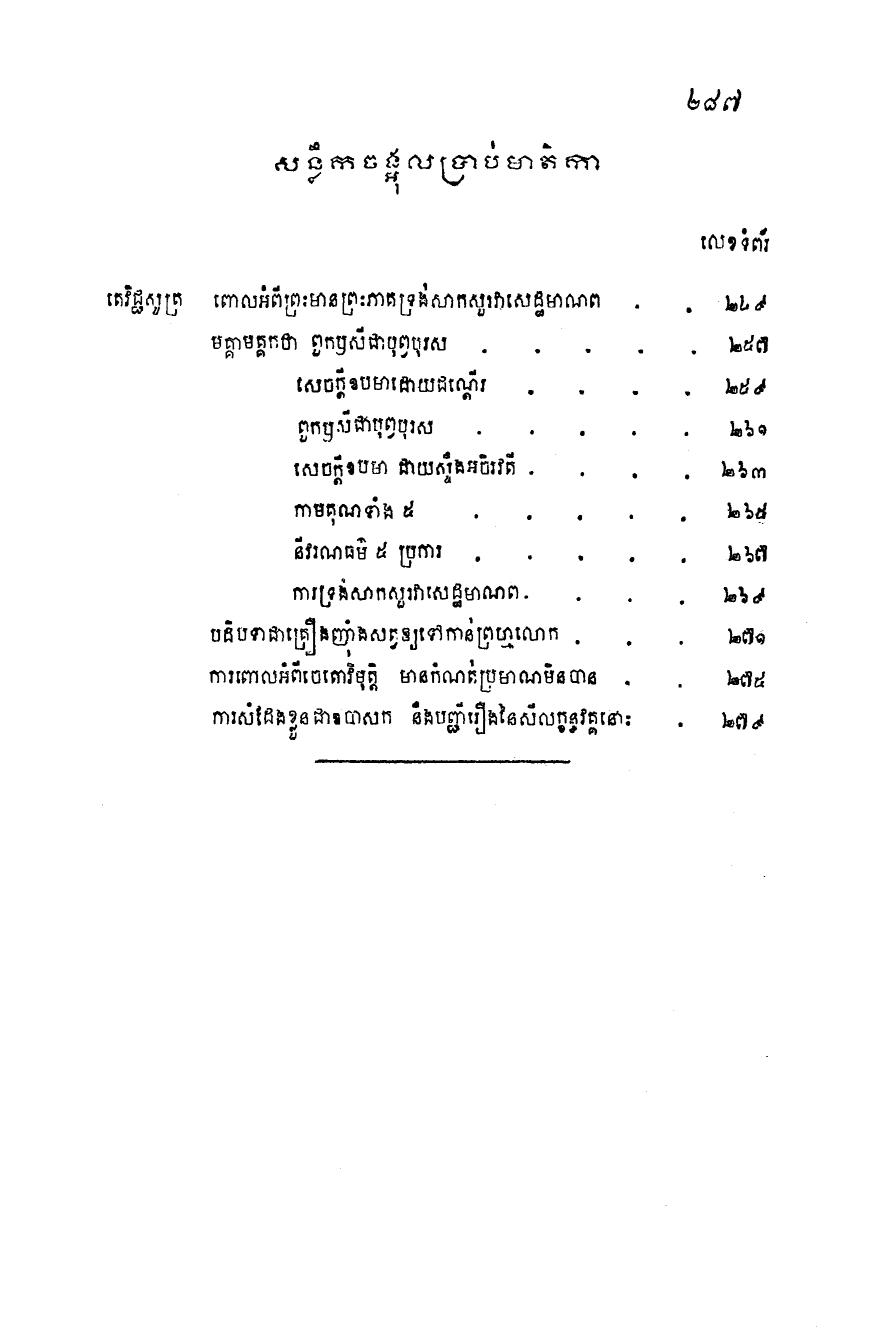 ២៨៧
សន្លឹកចង្អុលប្រាប់មាតិកា
លេខទំព័រ
តេវិជ្ជសូត្រ ពោលអំពីព្រះមានព្រះភាគទ្រង់សាកសួរវាសេដ្ឋមាណព . . ២៤៩
មគ្គាមគ្គកថា ពួកឫសីជាបុព្វបុរស . . . . . ២៥៧
សេចក្តីឧបមាដោយជណ្តើរ . . . . ២៥៩
ពួកឫសីជាបុព្វបុរស . . . . . ២៦១
សេចក្តីឧបមា ដោយស្ទឹងអចិរវតី . . . . ២៦៣
កាមគុណទាំង ៥ . . . . . ២៦៥
នីវរណធម៌ ៥ ប្រការ . . . . . ២៦៧
ការទ្រង់សាកសួរវាសេដ្ឋមាណព . . . . ២៦៩
បដិបទាជាគ្រឿងញ៉ាំងសត្វឲ្យទៅកាន់ព្រហ្មលោក . . . ២៧១
ការពោលអំពីចេតោវិមុត្តិ មានកំណត់ប្រមាណមិនបាន . . ២៧៥
ការសំដែងខ្លួនជាឧបាសក នឹងបញ្ជីរឿងនៃសីលក្ខន្ធវគ្គនោះ . ២៧៩